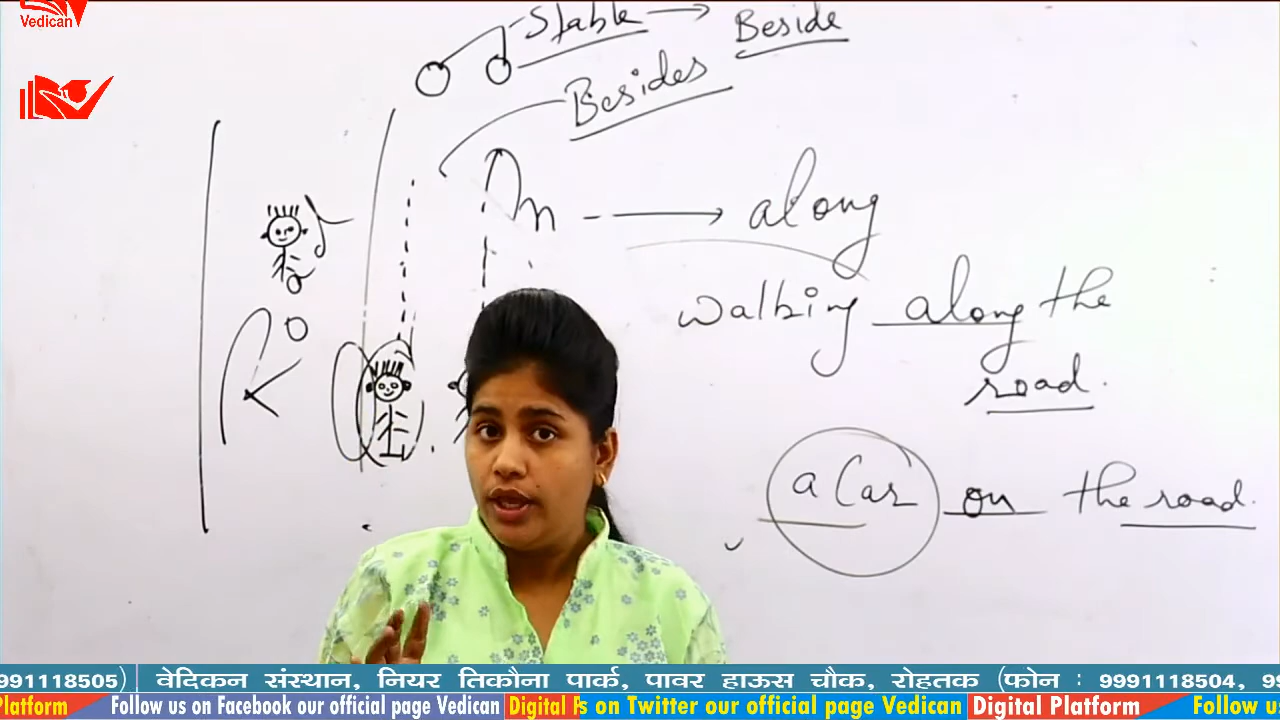 Vedican
Stable → Beside
Besides
m - → along
walking along the
road.
a Car on the road.
991118505) वेदिकन संस्थान, नियर तिकौना पार्क, पावर हाऊस चौक, रोहतक (फोन : 9991118504, 99
Platform Follow us on Facebook our official page Vedican Digital F s on Twitter our official page Vedican Digital Platform Follow u